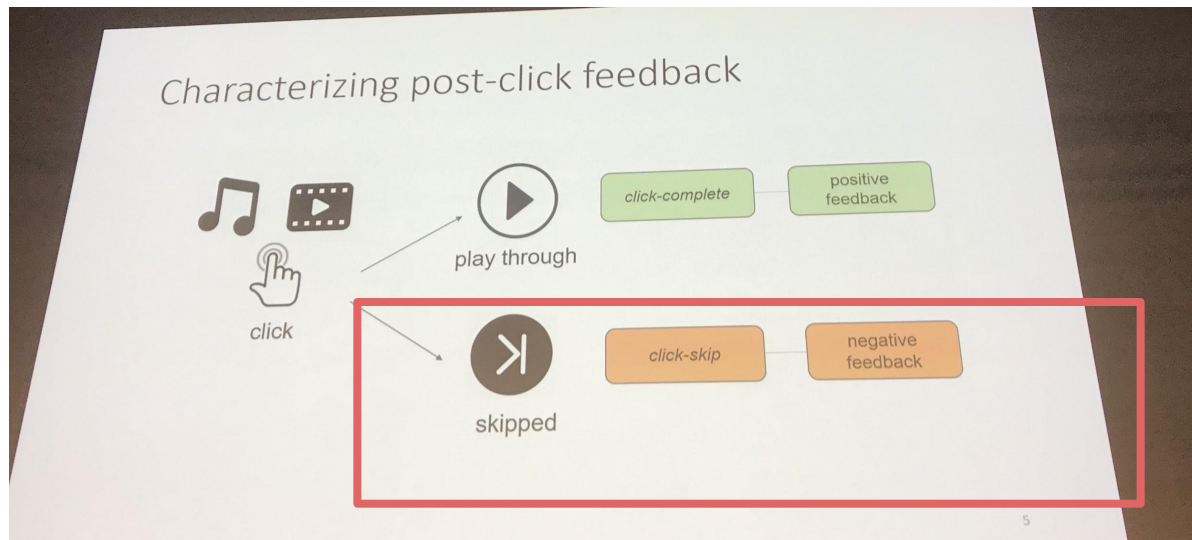 Characterizing post-click feedback
click
play through
click-complete
positive
feedback
skipped
click-skip
negative
feedback
5